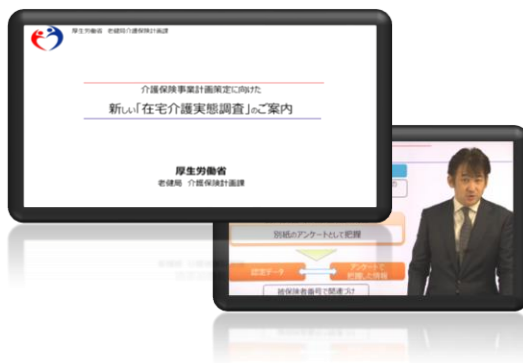 厚生労働省 老健局介護保険計画課
介護保険事業計画策定に向けた
新しい「在宅介護実態調査」のご案内
厚生労働省
老健局 介護保険計画課
別紙のアンケートとして把握
認定データ
アンケートで
把握した情報
被保険者番号で関連づけ